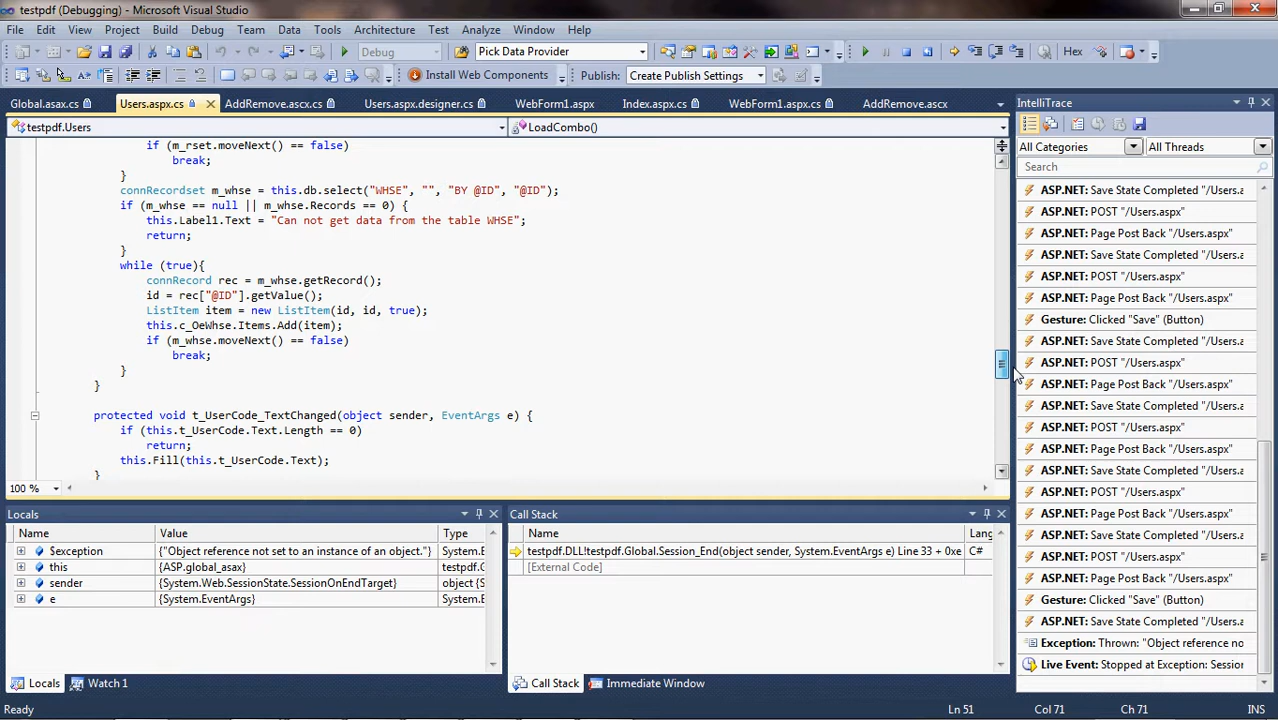 testpdf (Debugging) - Microsoft Visual Studio
File Edit View Project Build Debug Team Data Tools Architecture Test Analyze Window Help
Debug Pick Data Provider Hex
Install Web Components Publish: Create Publish Settings
Global.asax.cs Users.aspx.cs AddRemove.ascx.cs Users.aspx.designer.cs WebForm1.aspx Index.aspx.cs WebForm1.aspx.cs AddRemove.ascx
testpdf.Users LoadCombo()
if (m_rset.moveNext() == false)
break;
}
connRecordset m_whse = this.db.select("WHSE", "", "BY @ID", "@ID");
if (m_whse == null || m_whse.Records == 0) {
this.Label1.Text = "Can not get data from the table WHSE";
return;
}
while (true){
connRecord rec = m_whse.getRecord();
id = rec["@ID"].getValue();
ListItem item = new ListItem(id, id, true);
this.c_OeWhse.Items.Add(item);
if (m_whse.moveNext() == false)
break;
}
}
protected void t_UserCode_TextChanged(object sender, EventArgs e) {
if (this.t_UserCode.Text.Length == 0)
return;
this.Fill(this.t_UserCode.Text);
}
100 %
IntelliTrace
All Categories All Threads
Search
ASP.NET: Save State Completed "/Users.a
ASP.NET: POST "/Users.aspx"
ASP.NET: Page Post Back "/Users.aspx"
ASP.NET: Save State Completed "/Users.a
ASP.NET: POST "/Users.aspx"
ASP.NET: Page Post Back "/Users.aspx"
Gesture: Clicked "Save" (Button)
ASP.NET: Save State Completed "/Users.a
ASP.NET: POST "/Users.aspx"
ASP.NET: Page Post Back "/Users.aspx"
ASP.NET: Save State Completed "/Users.a
ASP.NET: POST "/Users.aspx"
ASP.NET: Page Post Back "/Users.aspx"
ASP.NET: Save State Completed "/Users.a
ASP.NET: POST "/Users.aspx"
ASP.NET: Page Post Back "/Users.aspx"
ASP.NET: Save State Completed "/Users.a
ASP.NET: POST "/Users.aspx"
ASP.NET: Page Post Back "/Users.aspx"
Gesture: Clicked "Save" (Button)
ASP.NET: Save State Completed "/Users.a
Exception: Thrown: "Object reference no
Live Event: Stopped at Exception: Session
Locals
Name Value Type
$exception {"Object reference not set to an instance of an object."} System.E
this {ASP.global_asax} testpdf.G
sender {System.Web.SessionState.SessionOnEndTarget} object {S
e {System.EventArgs} System.E
Locals Watch 1
Call Stack
Name Lang
testpdf.DLL!testpdf.Global.Session_End(object sender, System.EventArgs e) Line 33 + 0xe C#
[External Code]
Call Stack Immediate Window
Ready Ln 51 Col 71 Ch 71 INS